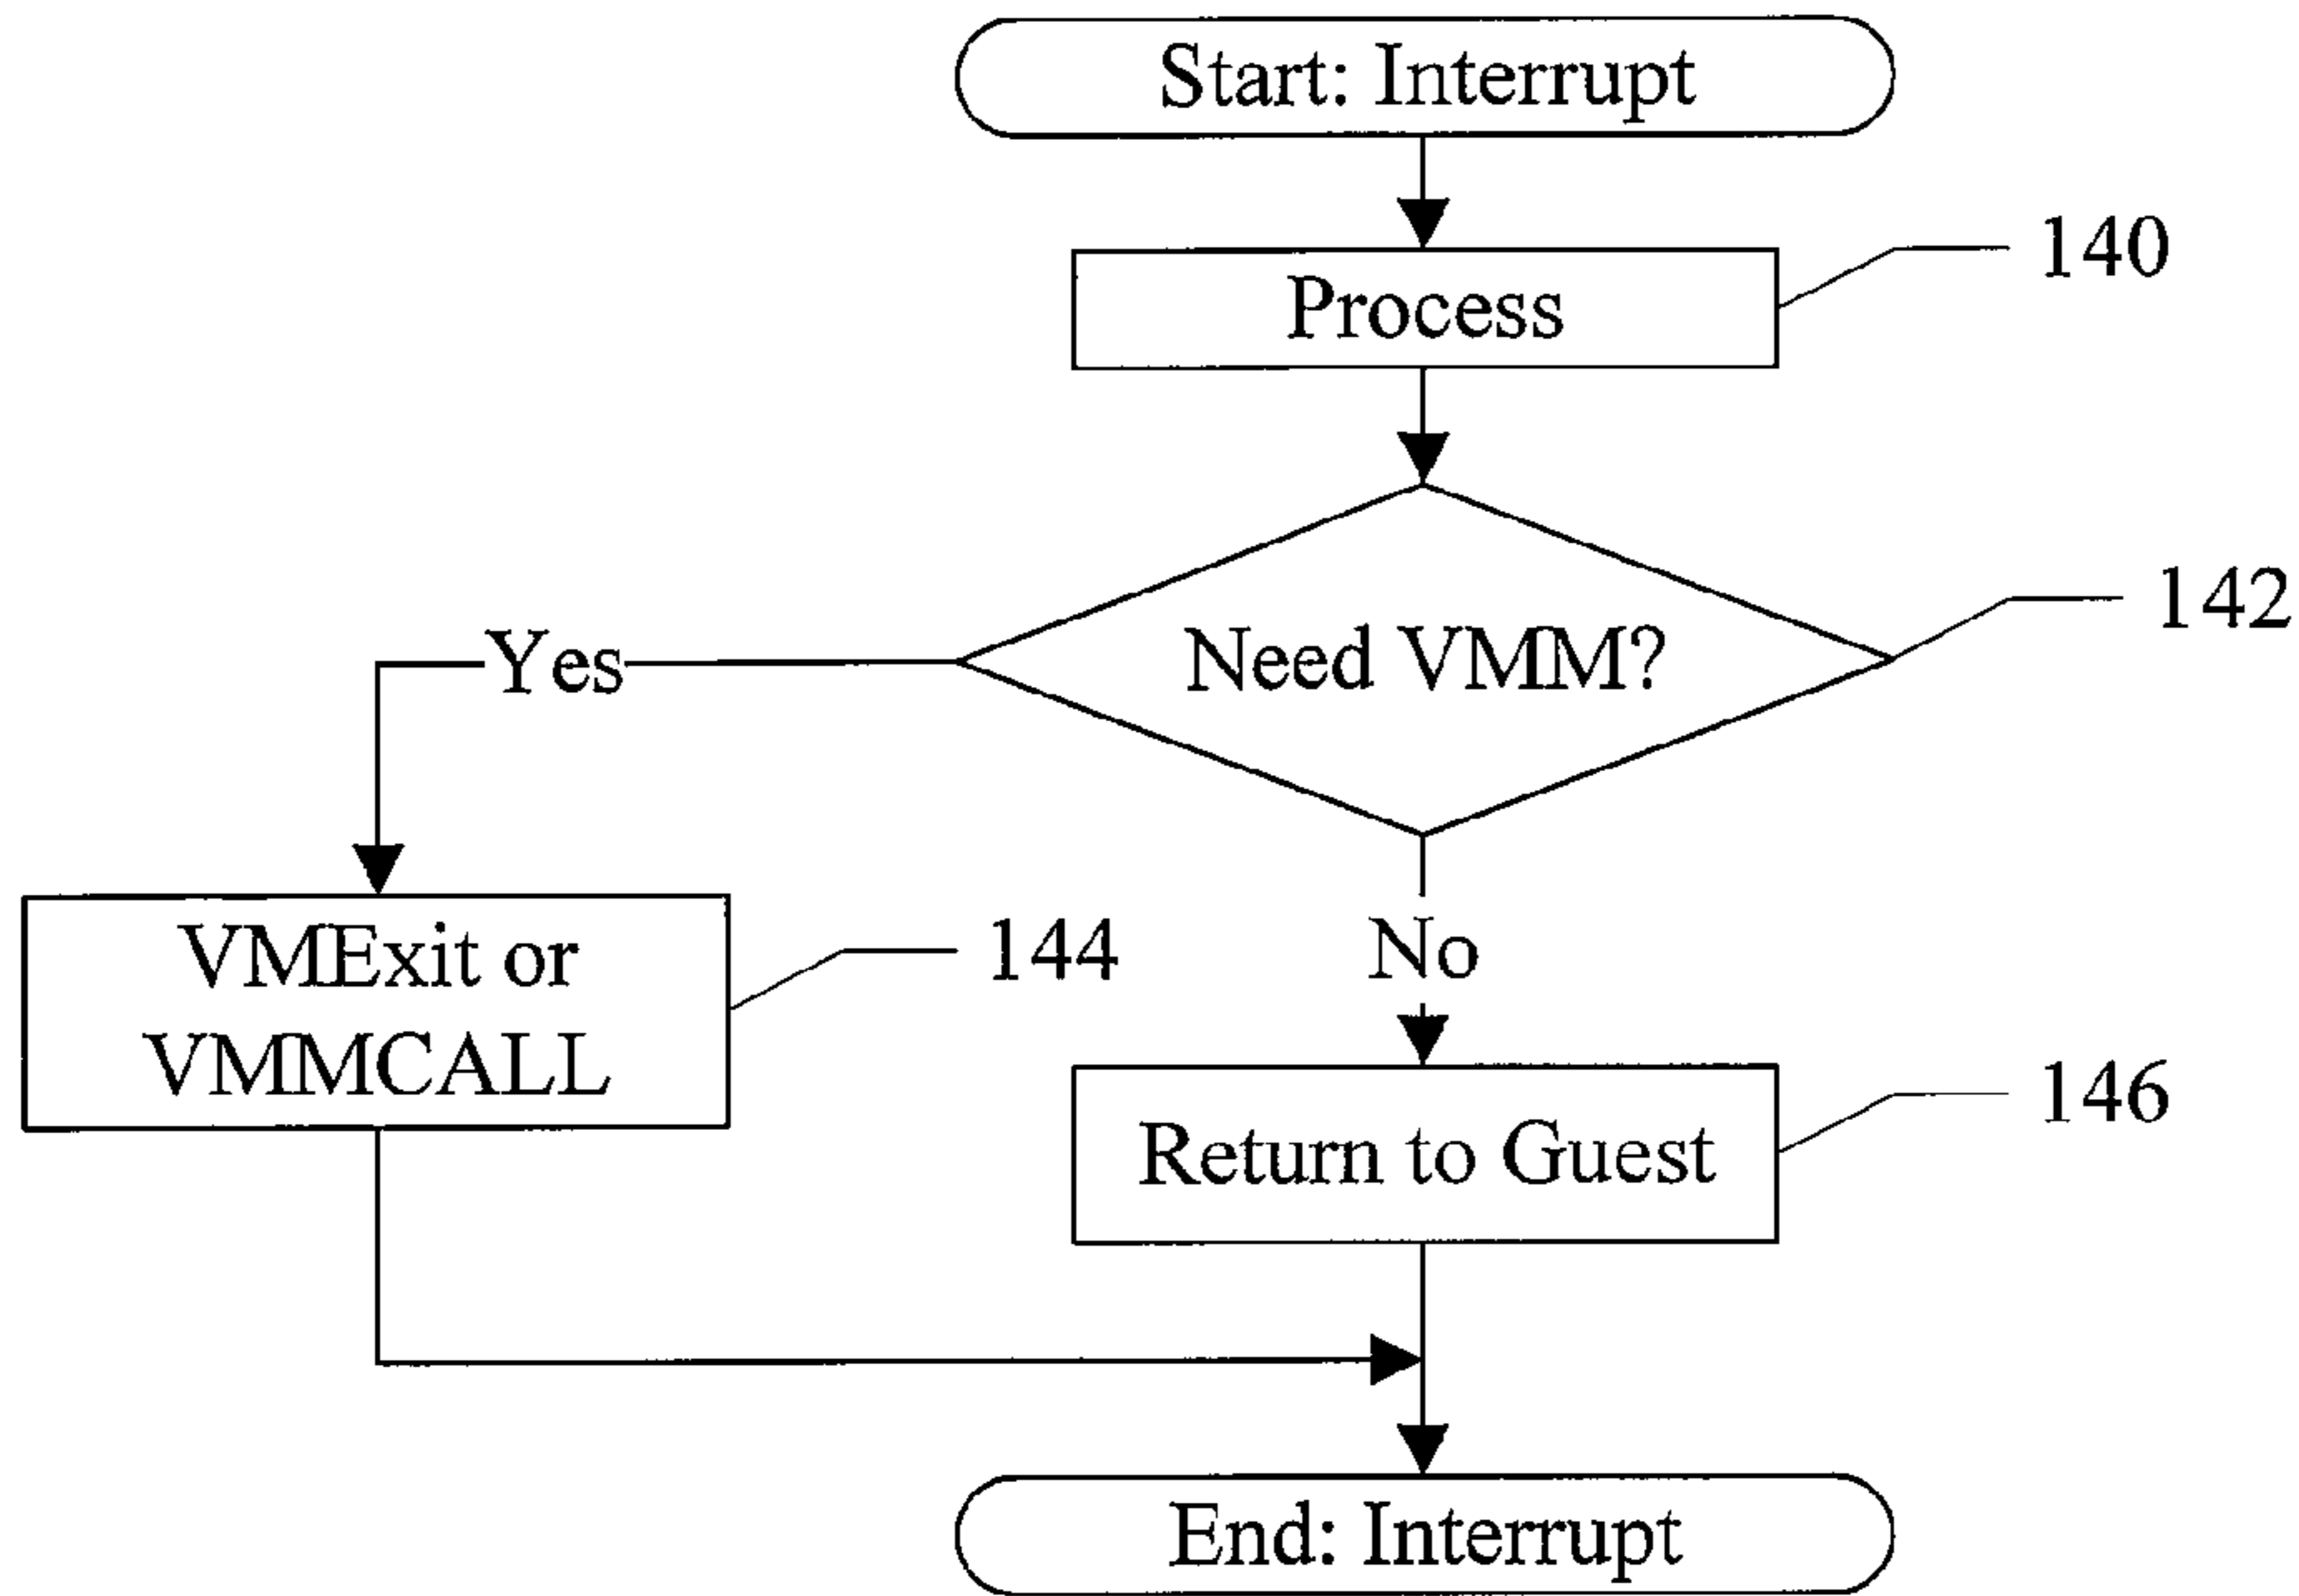 Start: Interrupt
140
Process
142
Need VMM?
Yes
144
VMExit or
VMMCALL
No
146
Return to Guest
End: Interrupt